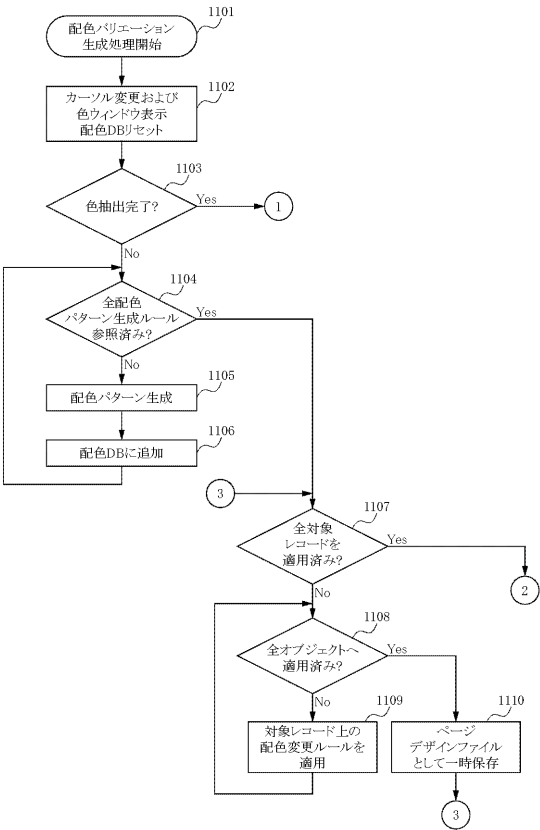 1101
配色バリエーション
生成処理開始
1102
カーソル変更および
色ウィンドウ表示
配色DBリセット
1103
色抽出完了?
Yes
1
No
1104
全配色
パターン生成ルール
参照済み?
Yes
No
1105
配色パターン生成
1106
配色DBに追加
3
1107
全対象
レコードを
適用済み?
Yes
2
No
1108
全オブジェクトへ
適用済み?
Yes
No
1109
対象レコード上の
配色変更ルールを
適用
1110
ページ
デザインファイル
として一時保存
3